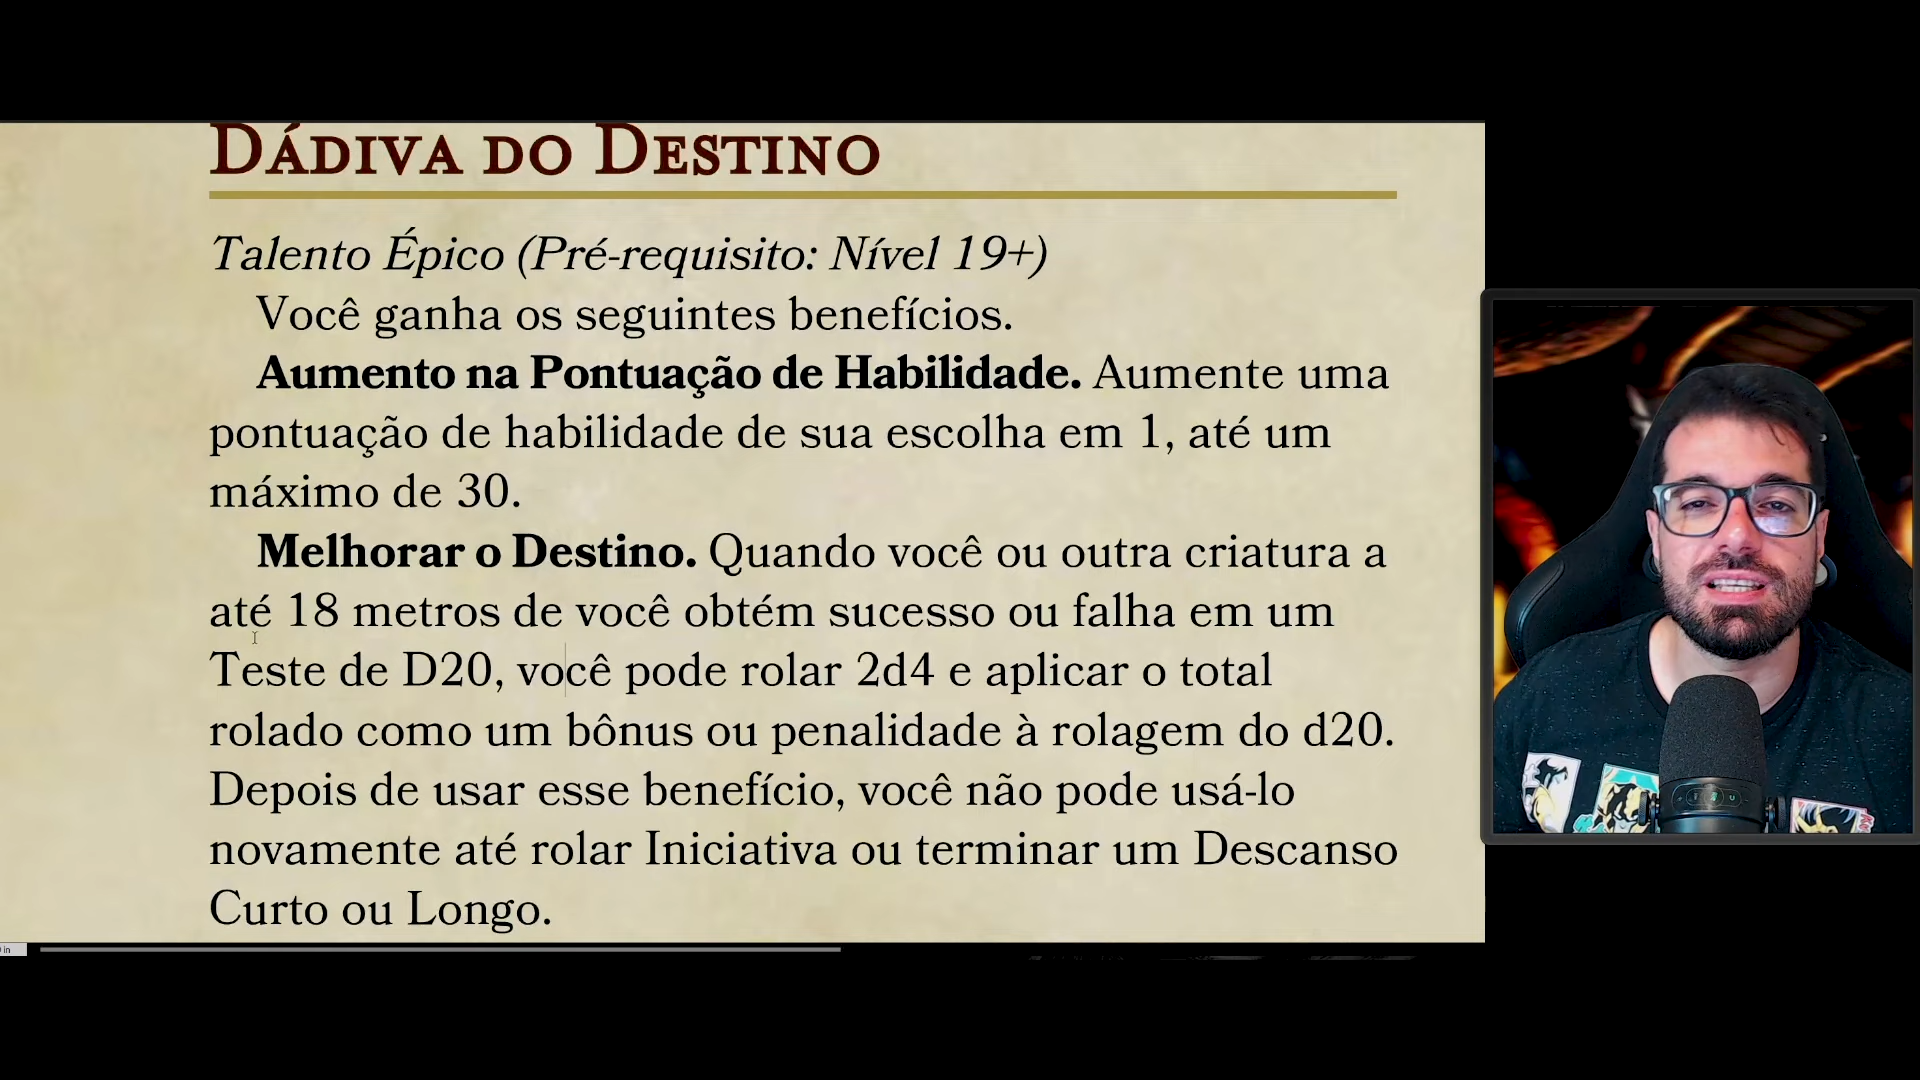 Dádiva do Destino
Talento Épico (Pré-requisito: Nível 19+)
Você ganha os seguintes benefícios.
Aumento na Pontuação de Habilidade. Aumente uma
pontuação de habilidade de sua escolha em 1, até um
máximo de 30.
Melhorar o Destino. Quando você ou outra criatura a
até 18 metros de você obtém sucesso ou falha em um
Teste de D20, você pode rolar 2d4 e aplicar o total
rolado como um bônus ou penalidade à rolagem do d20.
Depois de usar esse benefício, você não pode usá-lo
novamente até rolar Iniciativa ou terminar um Descanso
Curto ou Longo.
in